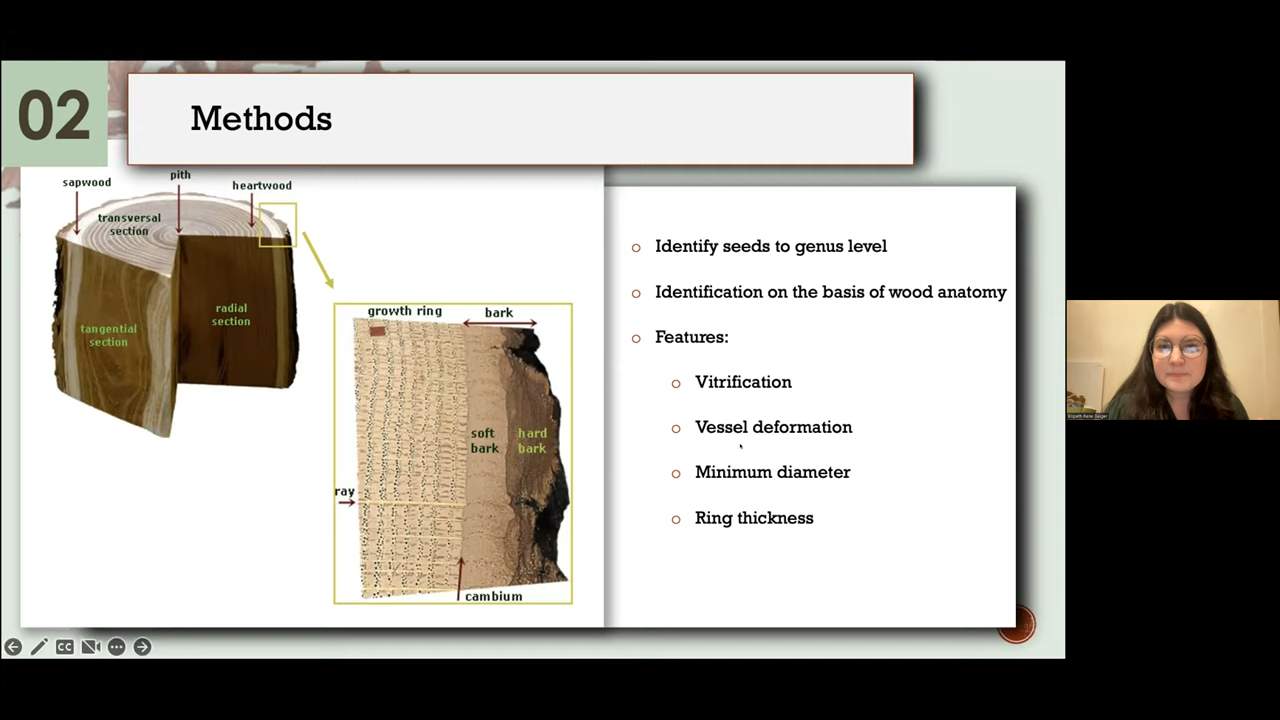 02
Methods
sapwood
pith
heartwood
transversal
section
tangential
section
radial
section
growth ring
bark
soft
bark
hard
bark
ray
cambium
Identify seeds to genus level
Identification on the basis of wood anatomy
Features:
Vitrification
Vessel deformation
Minimum diameter
Ring thickness
CC